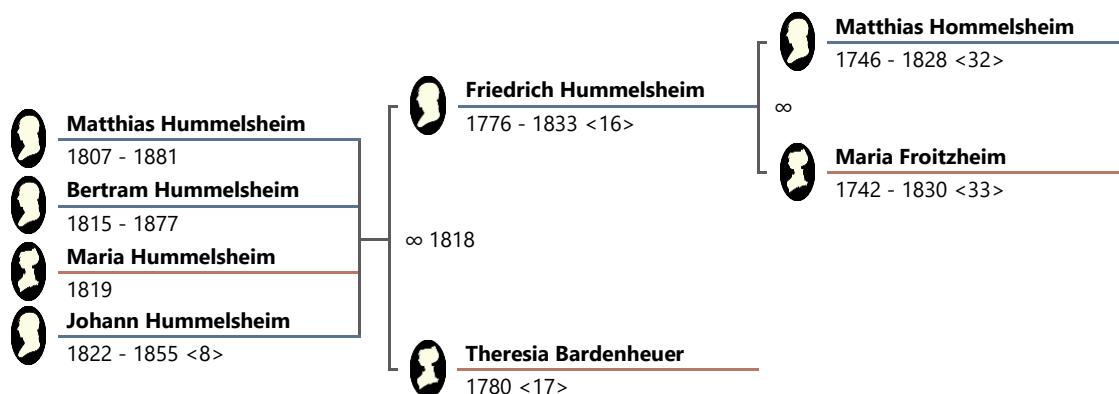 Matthias Hummelsheim
1807 - 1881
Bertram Hummelsheim
1815 - 1877
Maria Hummelsheim
1819
Johann Hummelsheim
1822 - 1855 <8>
Friedrich Hummelsheim
1776 - 1833 <16>
∞ 1818
Theresia Bardenheuer
1780 <17>
Matthias Hommelsheim
1746 - 1828 <32>
∞
Maria Froitzheim
1742 - 1830 <33>